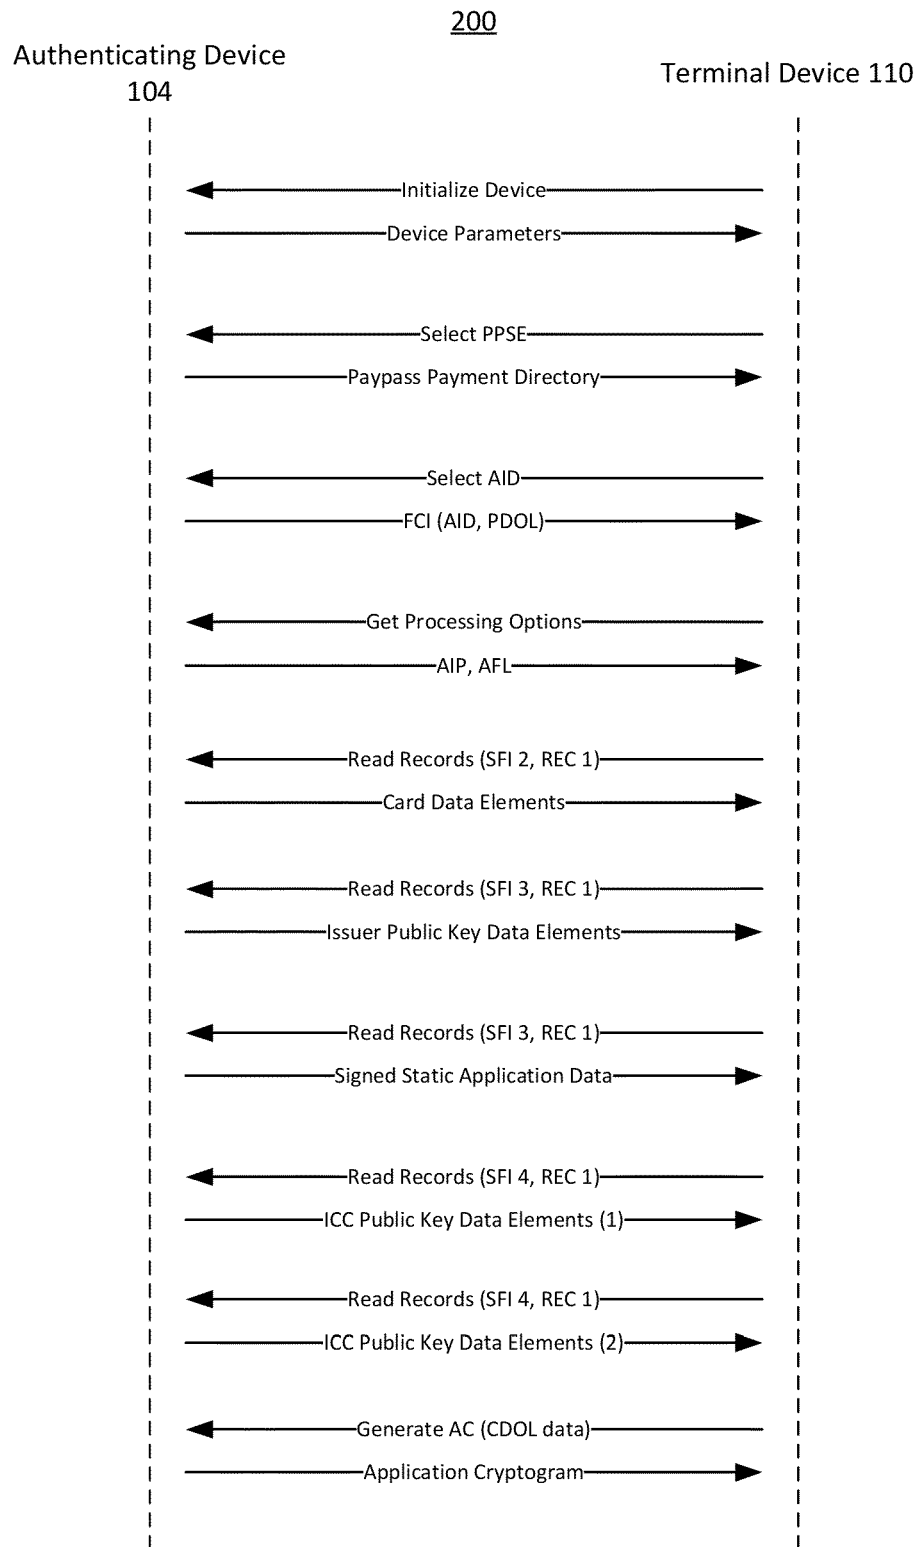 200
Authenticating Device
104
Terminal Device 110
Initialize Device
Device Parameters
Select PPSE
Paypass Payment Directory
Select AID
FCI (AID, PDOL)
Get Processing Options
AIP, AFL
Read Records (SFI 2, REC 1)
Card Data Elements
Read Records (SFI 3, REC 1)
Issuer Public Key Data Elements
Read Records (SFI 3, REC 1)
Signed Static Application Data
Read Records (SFI 4, REC 1)
ICC Public Key Data Elements (1)
Read Records (SFI 4, REC 1)
ICC Public Key Data Elements (2)
Generate AC (CDOL data)
Application Cryptogram